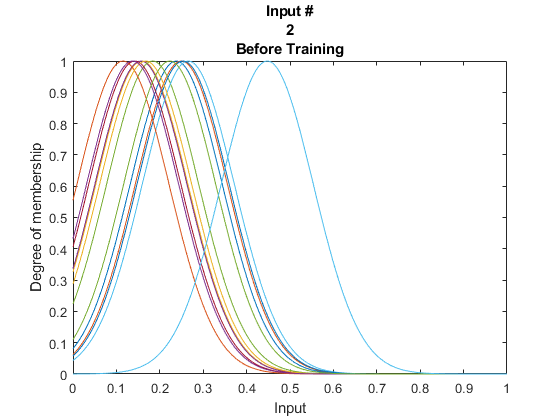 Input #
2
Before Training
1
0.9
0.8
0.7
0.6
0.5
0.4
0.3
0.2
0.1
0
Degree of membership
0 0.1 0.2 0.3 0.4 0.5 0.6 0.7 0.8 0.9 1
Input